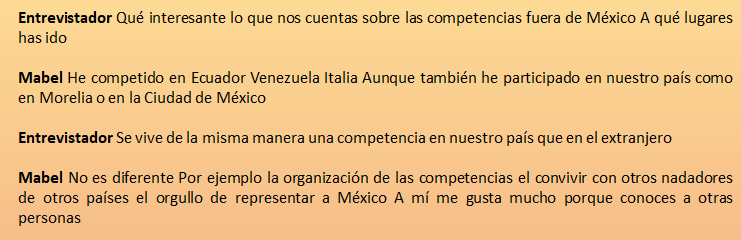 Entrevistador Qué interesante lo que nos cuentas sobre las competencias fuera de México A qué lugares
has ido
Mabel He competido en Ecuador Venezuela Italia Aunque también he participado en nuestro país como
en Morelia o en la Ciudad de México
Entrevistador Se vive de la misma manera una competencia en nuestro país que en el extranjero
Mabel No es diferente Por ejemplo la organización de las competencias el convivir con otros nadadores
de otros países el orgullo de representar a México A mí me gusta mucho porque conoces a otras
personas